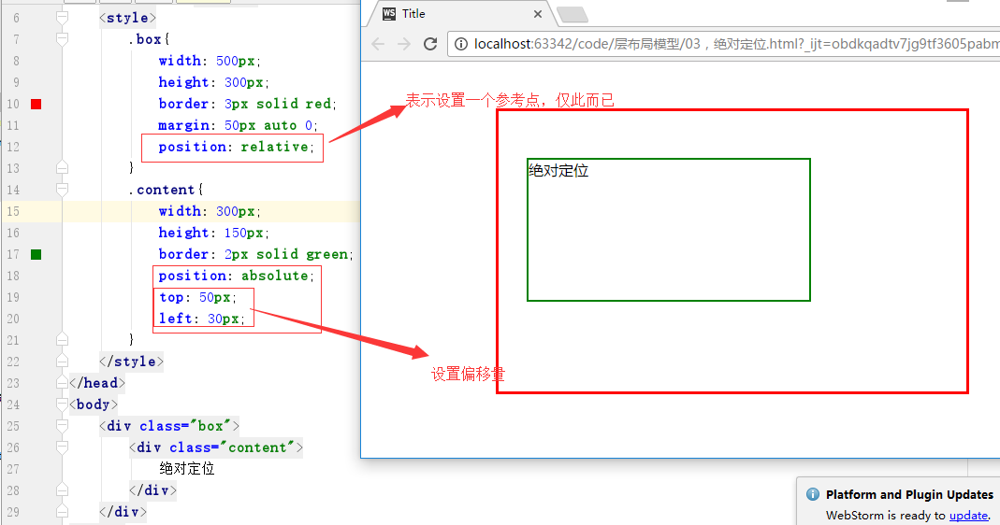 6 <style>
7 .box{
8 width: 500px;
9 height: 300px;
10 border: 3px solid red;
11 margin: 50px auto 0;
12 position: relative;
13 }
14 .content{
15 width: 300px;
16 height: 150px;
17 border: 2px solid green;
18 position: absolute;
19 top: 50px;
20 left: 30px;
21 }
22 </style>
23 </head>
24 <body>
25 <div class="box">
26 <div class="content">
27 绝对定位
28 </div>
29 </div>
WS Title
localhost:63342/code/层布局模型/03，绝对定位.html?_ijt=obdkqadtv7jg9tf3605pabm
表示设置一个参考点，仅此而已
绝对定位
设置偏移量
Platform and Plugin Updates
WebStorm is ready to update.